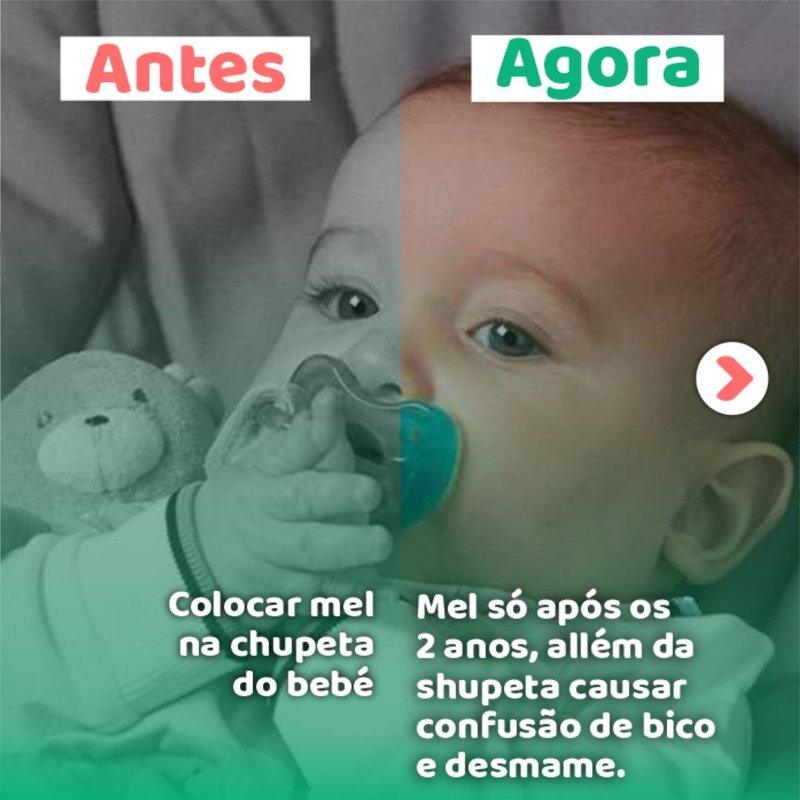 Antes
Agora
Colocar mel
na chupeta
do bebé
Mel só após os
2 anos, allém da
shupeta causar
confusão de bico
e desmame.